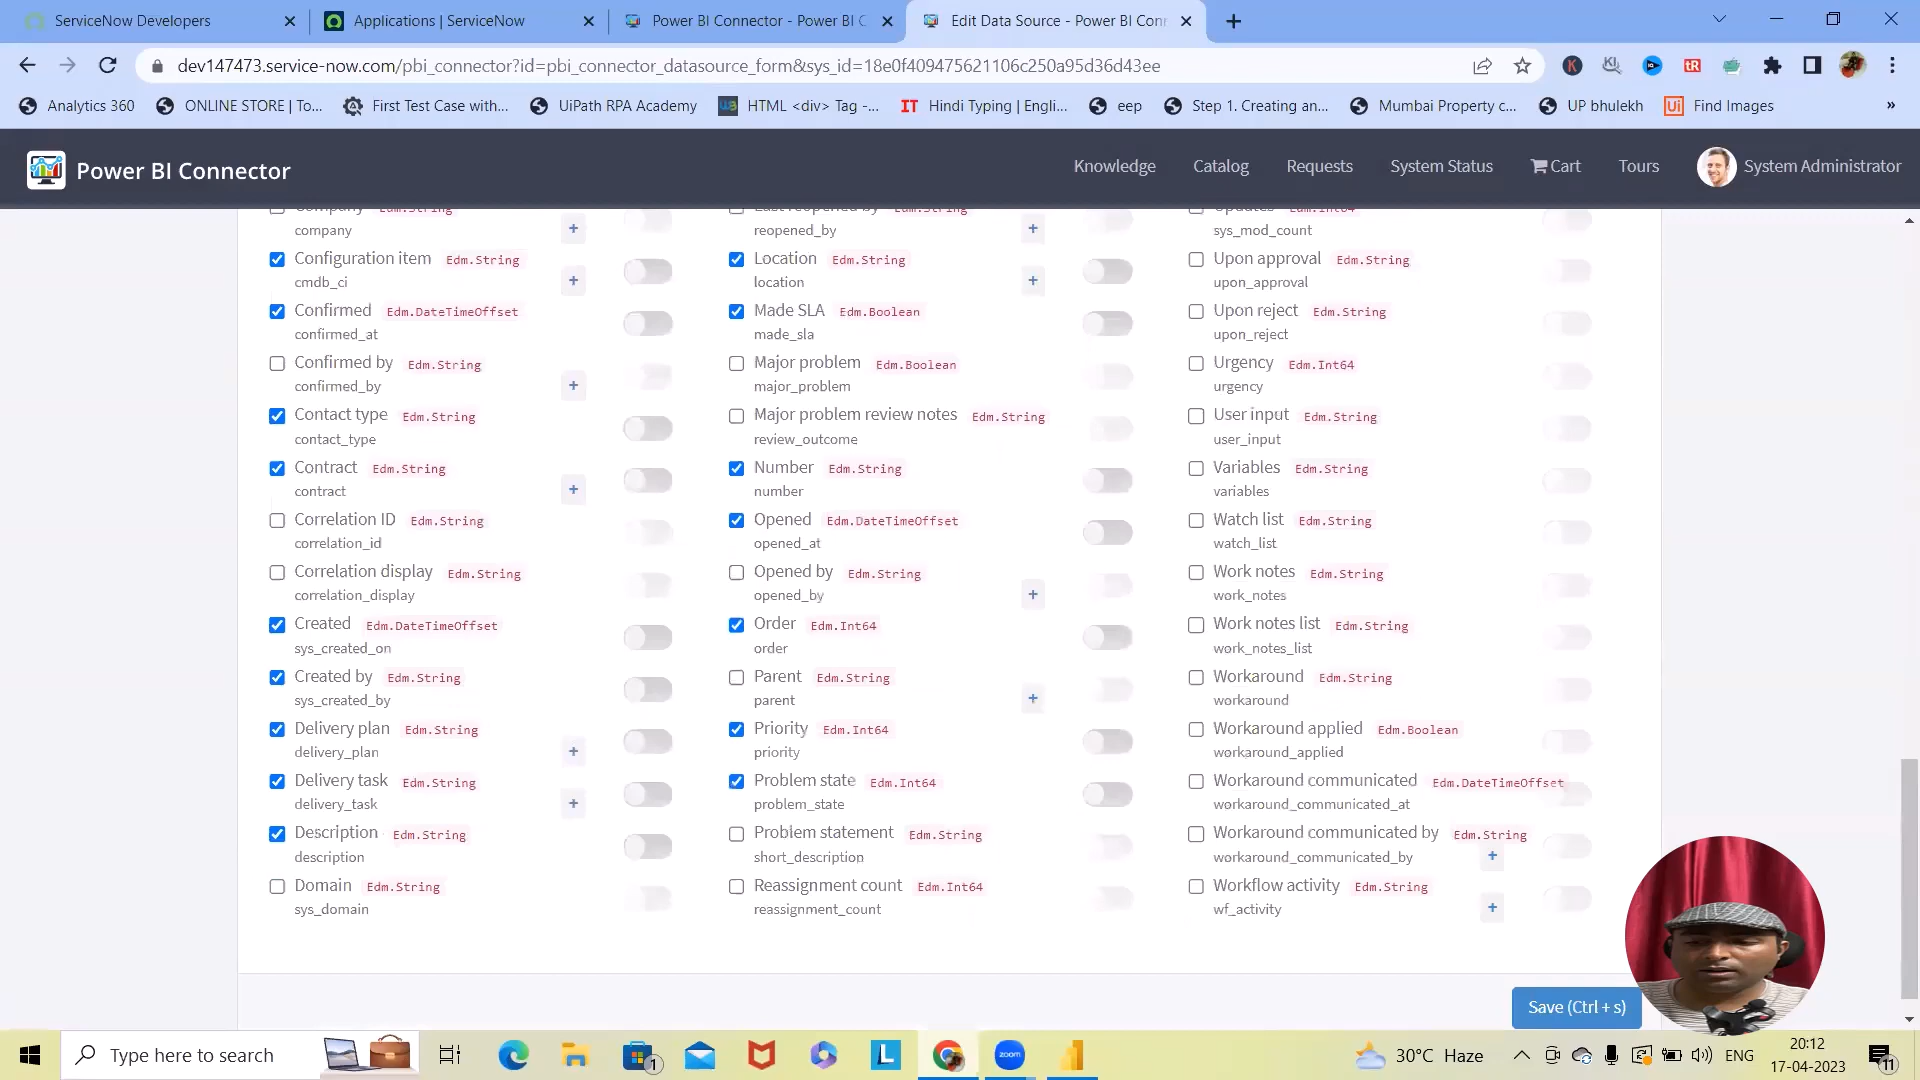 ServiceNow Developers
Applications | ServiceNow
Power BI Connector - Power BI C
Edit Data Source - Power BI Conn
dev147473.service-now.com/pbi_connector?id=pbi_connector_datasource_form&sys_id=18e0f409475621106c250a95d36d43ee
Analytics 360
ONLINE STORE | To...
First Test Case with...
UiPath RPA Academy
HTML <div> Tag -...
Hindi Typing | Engli...
eep
Step 1. Creating an...
Mumbai Property c...
UP bhulekh
Find Images
»
Power BI Connector
Knowledge
Catalog
Requests
System Status
Cart
Tours
System Administrator
Company Edm.String
company
+
Configuration item Edm.String
cmdb_ci
+
Confirmed Edm.DateTimeOffset
confirmed_at
Confirmed by Edm.String
confirmed_by
+
Contact type Edm.String
contact_type
Contract Edm.String
contract
+
Correlation ID Edm.String
correlation_id
Correlation display Edm.String
correlation_display
Created Edm.DateTimeOffset
sys_created_on
Created by Edm.String
sys_created_by
Delivery plan Edm.String
delivery_plan
+
Delivery task Edm.String
delivery_task
+
Description Edm.String
description
Domain Edm.String
sys_domain
Last reopened by Edm.String
reopened_by
+
Location Edm.String
location
+
Made SLA Edm.Boolean
made_sla
Major problem Edm.Boolean
major_problem
Major problem review notes Edm.String
review_outcome
Number Edm.String
number
Opened Edm.DateTimeOffset
opened_at
Opened by Edm.String
opened_by
+
Order Edm.Int64
order
Parent Edm.String
parent
+
Priority Edm.Int64
priority
Problem state Edm.Int64
problem_state
Problem statement Edm.String
short_description
Reassignment count Edm.Int64
reassignment_count
Updates Edm.Int64
sys_mod_count
Upon approval Edm.String
upon_approval
Upon reject Edm.String
upon_reject
Urgency Edm.Int64
urgency
User input Edm.String
user_input
Variables Edm.String
variables
Watch list Edm.String
watch_list
Work notes Edm.String
work_notes
Work notes list Edm.String
work_notes_list
Workaround Edm.String
workaround
Workaround applied Edm.Boolean
workaround_applied
Workaround communicated Edm.DateTimeOffset
workaround_communicated_at
Workaround communicated by Edm.String
workaround_communicated_by
+
Workflow activity Edm.String
wf_activity
+
Save (Ctrl + s)
Type here to search
1
L
zoom
30°C Haze
ENG
20:12
17-04-2023
11